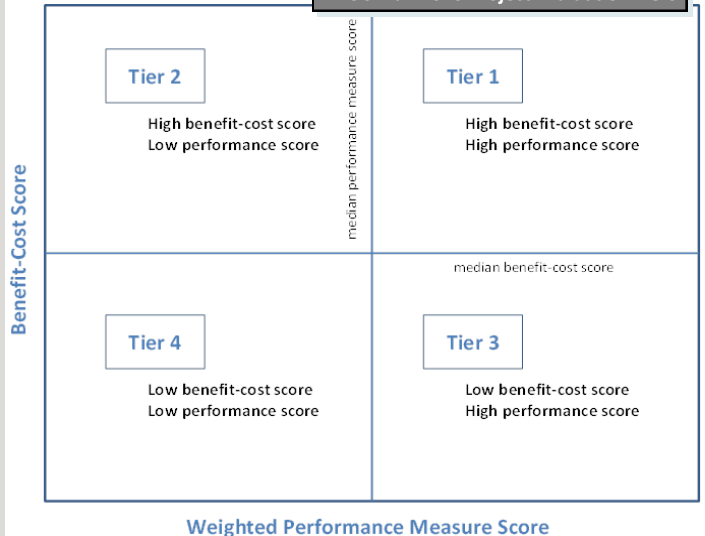 Tier 2
High benefit-cost score
Low performance score
median performance measure score
Tier 1
High benefit-cost score
High performance score
Benefit-Cost Score
median benefit-cost score
Tier 4
Low benefit-cost score
Low performance score
Tier 3
Low benefit-cost score
High performance score
Weighted Performance Measure Score